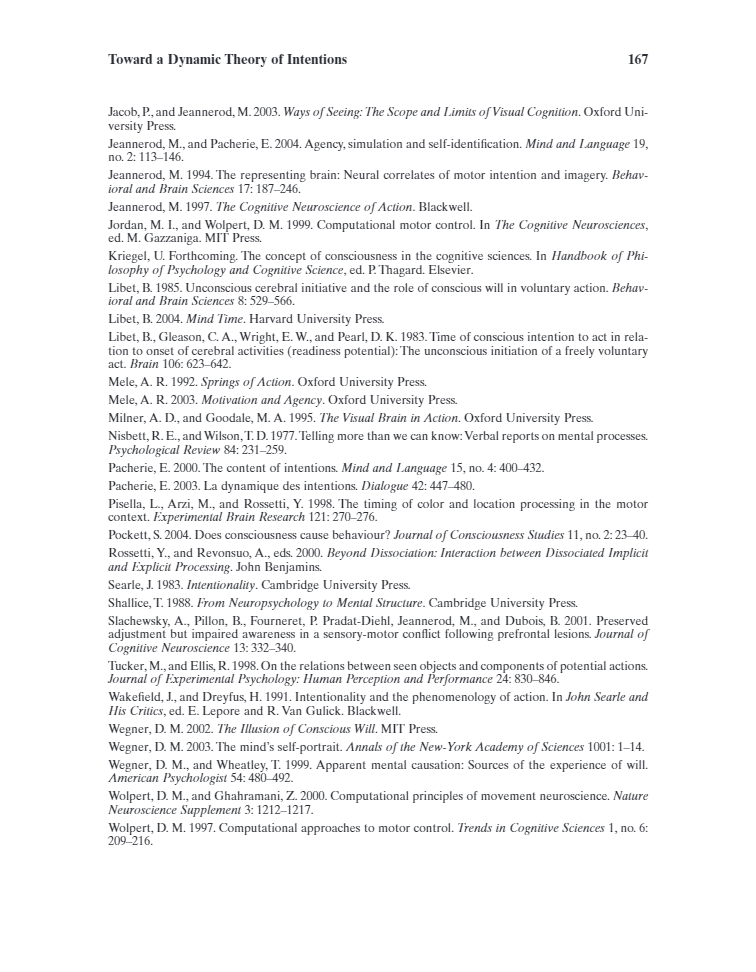 Toward a Dynamic Theory of Intentions 167
Jacob, P., and Jeannerod, M. 2003. Ways of Seeing: The Scope and Limits of Visual Cognition. Oxford Uni-
versity Press.
Jeannerod, M., and Pacherie, E. 2004. Agency, simulation and self-identification. Mind and Language 19,
no. 2: 113–146.
Jeannerod, M. 1994. The representing brain: Neural correlates of motor intention and imagery. Behav-
ioral and Brain Sciences 17: 187–246.
Jeannerod, M. 1997. The Cognitive Neuroscience of Action. Blackwell.
Jordan, M. I., and Wolpert, D. M. 1999. Computational motor control. In The Cognitive Neurosciences,
ed. M. Gazzaniga. MIT Press.
Kriegel, U. Forthcoming. The concept of consciousness in the cognitive sciences. In Handbook of Phi-
losophy of Psychology and Cognitive Science, ed. P. Thagard. Elsevier.
Libet, B. 1985. Unconscious cerebral initiative and the role of conscious will in voluntary action. Behav-
ioral and Brain Sciences 8: 529–566.
Libet, B. 2004. Mind Time. Harvard University Press.
Libet, B., Gleason, C. A., Wright, E. W., and Pearl, D. K. 1983. Time of conscious intention to act in rela-
tion to onset of cerebral activities (readiness potential): The unconscious initiation of a freely voluntary
act. Brain 106: 623–642.
Mele, A. R. 1992. Springs of Action. Oxford University Press.
Mele, A. R. 2003. Motivation and Agency. Oxford University Press.
Milner, A. D., and Goodale, M. A. 1995. The Visual Brain in Action. Oxford University Press.
Nisbett, R. E., and Wilson, T. D. 1977. Telling more than we can know: Verbal reports on mental processes.
Psychological Review 84: 231–259.
Pacherie, E. 2000. The content of intentions. Mind and Language 15, no. 4: 400–432.
Pacherie, E. 2003. La dynamique des intentions. Dialogue 42: 447–480.
Pisella, L., Arzi, M., and Rossetti, Y. 1998. The timing of color and location processing in the motor
context. Experimental Brain Research 121: 270–276.
Pockett, S. 2004. Does consciousness cause behaviour? Journal of Consciousness Studies 11, no. 2: 23–40.
Rossetti, Y., and Revonsuo, A., eds. 2000. Beyond Dissociation: Interaction between Dissociated Implicit
and Explicit Processing. John Benjamins.
Searle, J. 1983. Intentionality. Cambridge University Press.
Shallice, T. 1988. From Neuropsychology to Mental Structure. Cambridge University Press.
Slachewsky, A., Pillon, B., Fourneret, P. Pradat-Diehl, Jeannerod, M., and Dubois, B. 2001. Preserved
adjustment but impaired awareness in a sensory-motor conflict following prefrontal lesions. Journal of
Cognitive Neuroscience 13: 332–340.
Tucker, M., and Ellis, R. 1998. On the relations between seen objects and components of potential actions.
Journal of Experimental Psychology: Human Perception and Performance 24: 830–846.
Wakefield, J., and Dreyfus, H. 1991. Intentionality and the phenomenology of action. In John Searle and
His Critics, ed. E. Lepore and R. Van Gulick. Blackwell.
Wegner, D. M. 2002. The Illusion of Conscious Will. MIT Press.
Wegner, D. M. 2003. The mind's self-portrait. Annals of the New-York Academy of Sciences 1001: 1–14.
Wegner, D. M., and Wheatley, T. 1999. Apparent mental causation: Sources of the experience of will.
American Psychologist 54: 480–492.
Wolpert, D. M., and Ghahramani, Z. 2000. Computational principles of movement neuroscience. Nature
Neuroscience Supplement 3: 1212–1217.
Wolpert, D. M. 1997. Computational approaches to motor control. Trends in Cognitive Sciences 1, no. 6:
209–216.